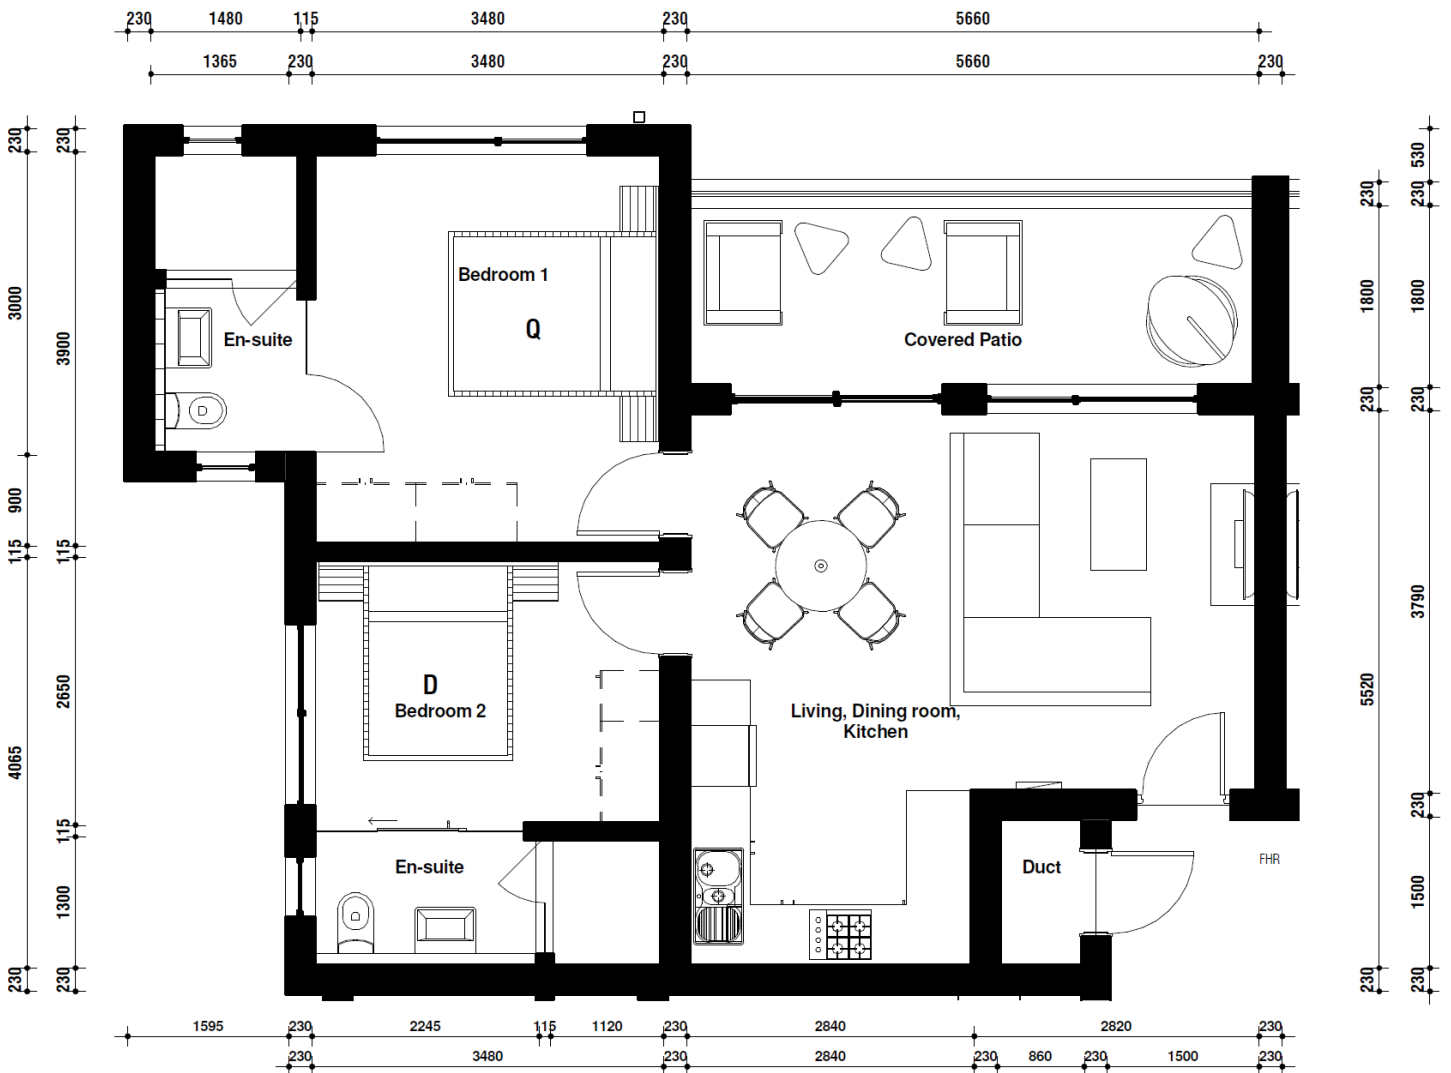 230 1480 115 3480 230 5660
1365 230 3480 230 5660 230
230 3000 900 115 4065 230
230 3900 115 2650 115 1300 230
230 1800 230 5520 230
530 230 1800 230 3790 230 1500 230
Bedroom 1
Q
En-suite
Covered Patio
D
Bedroom 2
Living, Dining room,
Kitchen
En-suite
Duct
FHR
1595 230 2245 115 1120 230 2840 2820 230
230 3480 230 2840 230 860 230 1500 230